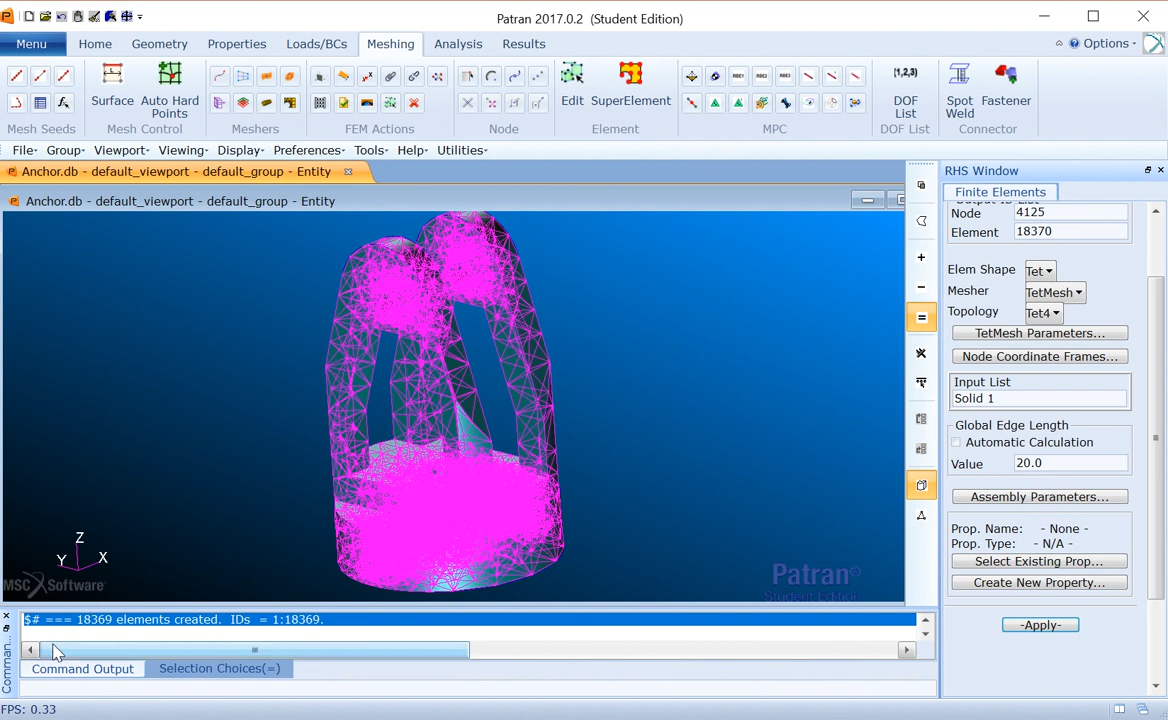 Patran 2017.0.2 (Student Edition)
Menu Home Geometry Properties Loads/BCs Meshing Analysis Results Options
Surface Auto Hard Points Edit SuperElement RBE1 RBE2 RBE3 (1,2,3) DOF List Spot Weld Fastener
Mesh Seeds Mesh Control Meshers FEM Actions Node Element MPC DOF List Connector
File Group Viewport Viewing Display Preferences Tools Help Utilities
Anchor.db - default_viewport - default_group - Entity
RHS Window
Anchor.db - default_viewport - default_group - Entity
Finite Elements
Node 4125
Element 18370
Elem Shape Tet
Mesher TetMesh
Topology Tet4
TetMesh Parameters...
Node Coordinate Frames...
Input List
Solid 1
Global Edge Length
Automatic Calculation
Value 20.0
Assembly Parameters...
Prop. Name: - None -
Prop. Type: - N/A -
Select Existing Prop...
Create New Property...
-Apply-
Z
Y X
MSC Software
Patran
Student Edition
$# === 18369 elements created. IDs = 1:18369.
Comman...
Command Output Selection Choices(=)
FPS: 0.33